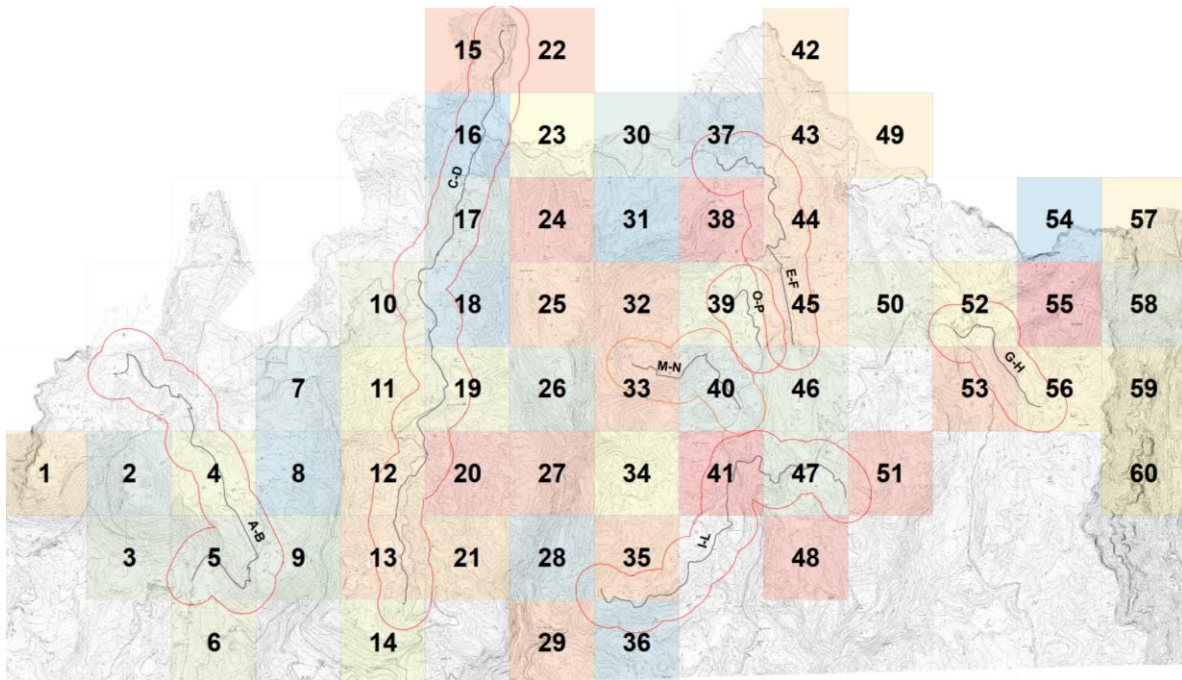 15 22 42
16 23 30 37 43 49
C-D
17 24 31 38 44 54 57
E-F
10 18 25 32 39 O-P 45 50 52 55 58
7 11 19 26 33 M-N 40 46 53 G-H 56 59
1 2 4 8 12 20 27 34 41 47 51 60
A-B
3 5 9 13 21 28 35 I-L 48
6 14 29 36